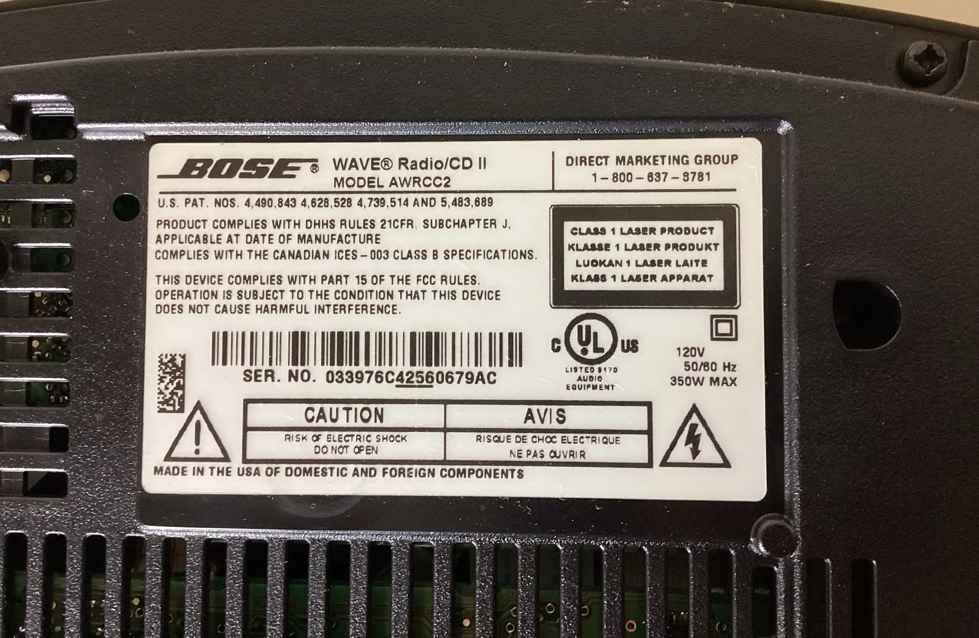 BOSE® WAVE® Radio/CD II
MODEL AWRCC2
DIRECT MARKETING GROUP
1-800-637-8781
U.S. PAT. NOS. 4,490,843 4,628,528 4,739,514 AND 5,483,689
PRODUCT COMPLIES WITH DHHS RULES 21CFR, SUBCHAPTER J,
APPLICABLE AT DATE OF MANUFACTURE
COMPLIES WITH THE CANADIAN ICES-003 CLASS B SPECIFICATIONS.
THIS DEVICE COMPLIES WITH PART 15 OF THE FCC RULES.
OPERATION IS SUBJECT TO THE CONDITION THAT THIS DEVICE
DOES NOT CAUSE HARMFUL INTERFERENCE.
CLASS 1 LASER PRODUCT
KLASSE 1 LASER PRODUKT
LUOKAN 1 LASER LAITE
KLASS 1 LASER APPARAT
C UL US
LISTED 9170
AUDIO
EQUIPMENT
120V
50/60 Hz
350W MAX
SER. NO. 033976C42560679AC
CAUTION
RISK OF ELECTRIC SHOCK
DO NOT OPEN
AVIS
RISQUE DE CHOC ELECTRIQUE
NE PAS OUVRIR
MADE IN THE USA OF DOMESTIC AND FOREIGN COMPONENTS